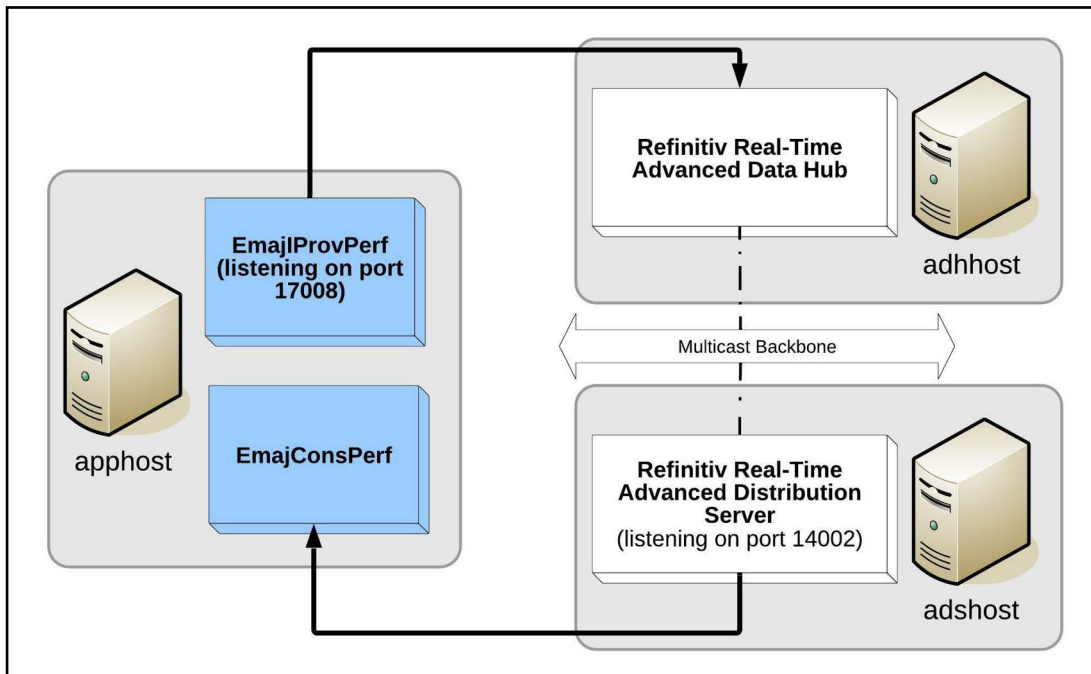 Refinitiv Real-Time
Advanced Data Hub
adhhost
EmajIProvPerf
(listening on port
17008)
apphost
EmajConsPerf
Multicast Backbone
Refinitiv Real-Time
Advanced Distribution
Server
(listening on port 14002)
adshost